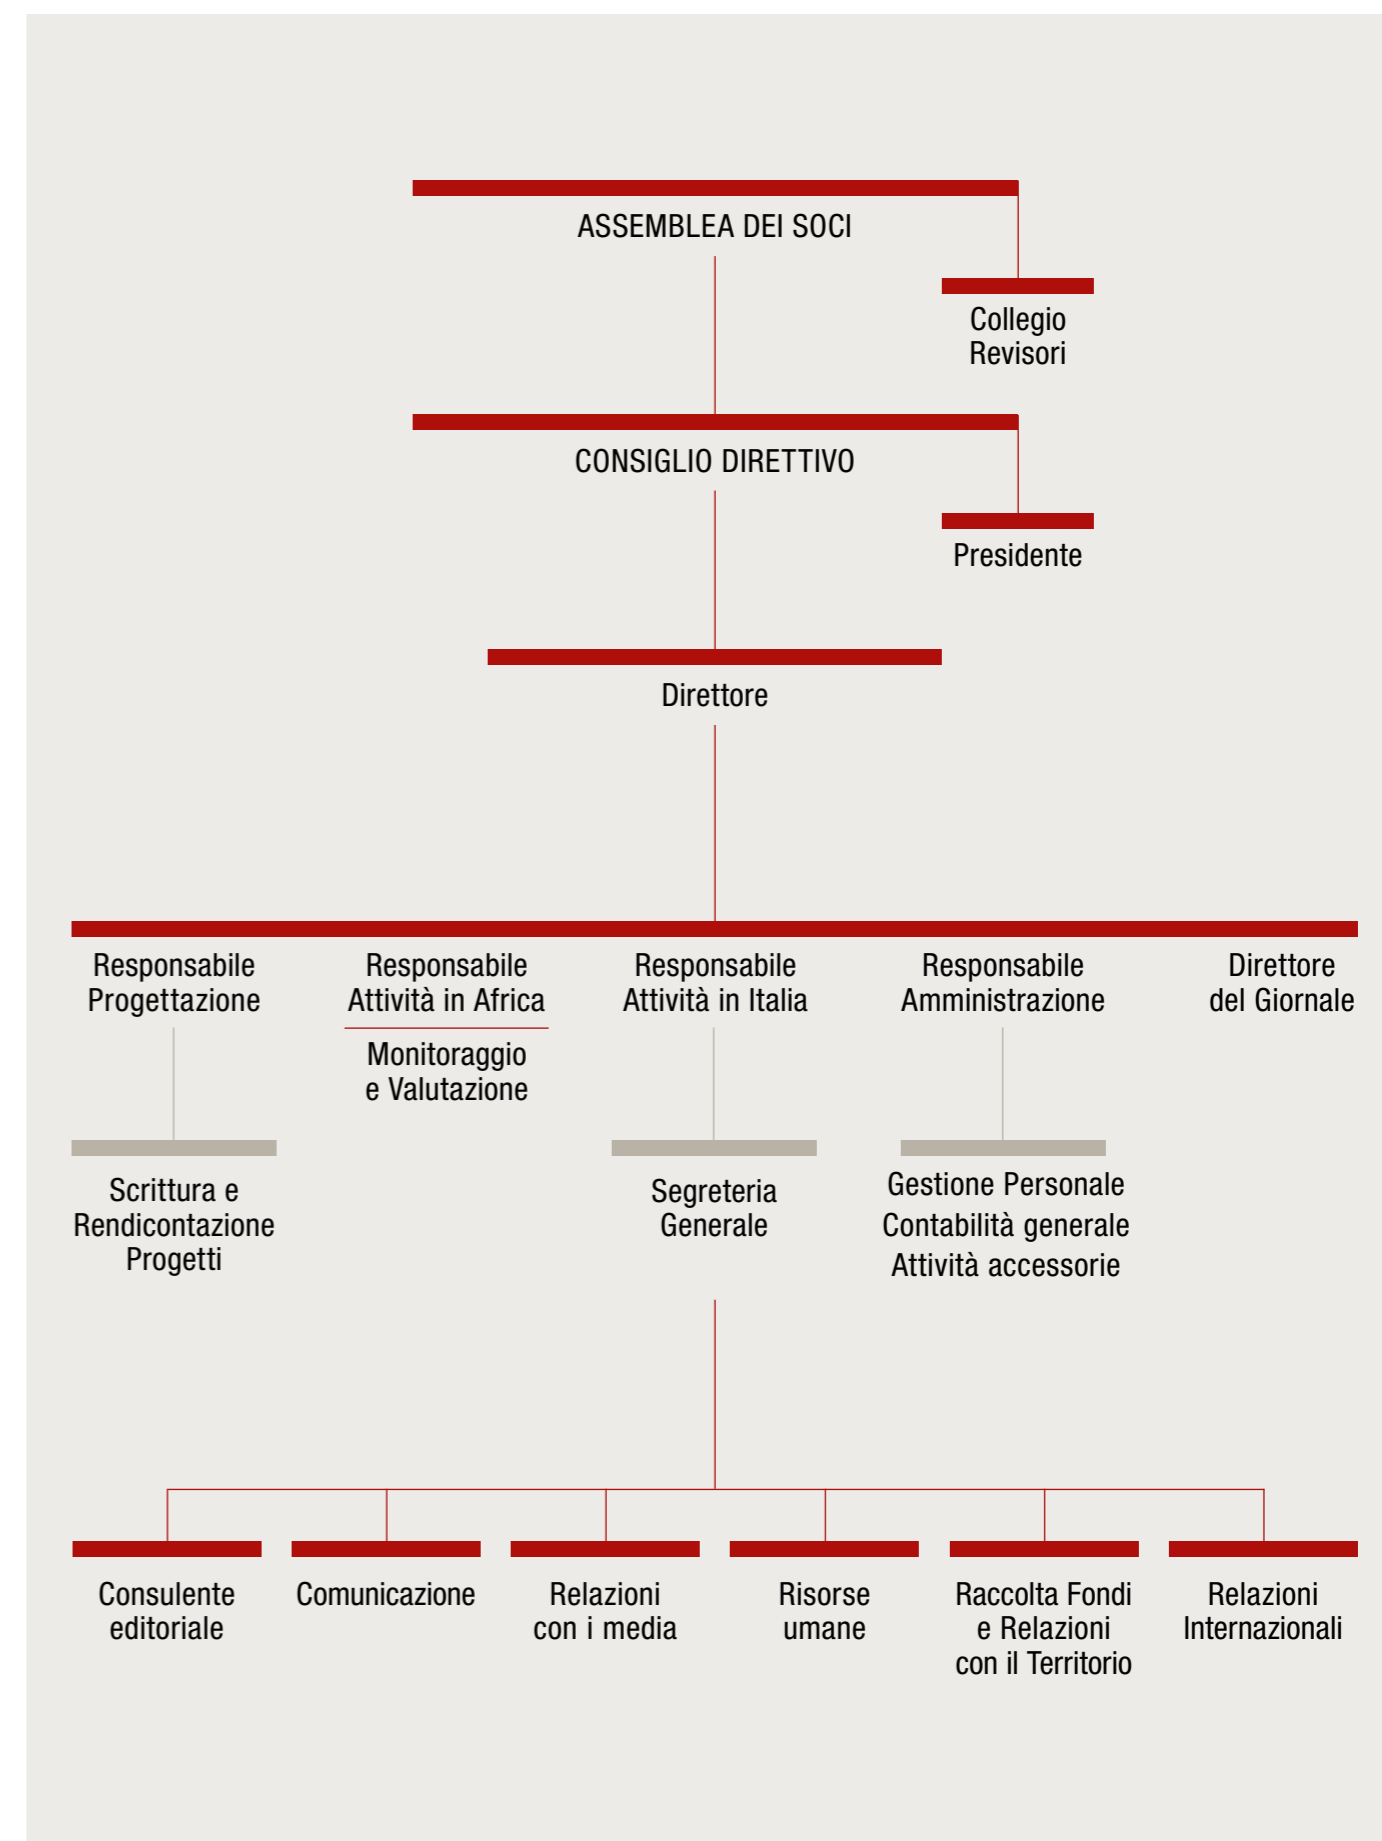 ASSEMBLEA DEI SOCI
Collegio
Revisori
CONSIGLIO DIRETTIVO
Presidente
Direttore
Responsabile
Progettazione
Responsabile
Attività in Africa
Monitoraggio
e Valutazione
Responsabile
Attività in Italia
Responsabile
Amministrazione
Direttore
del Giornale
Scrittura e
Rendicontazione
Progetti
Segreteria
Generale
Gestione Personale
Contabilità generale
Attività accessorie
Consulente
editoriale
Comunicazione
Relazioni
con i media
Risorse
umane
Raccolta Fondi
e Relazioni
con il Territorio
Relazioni
Internazionali